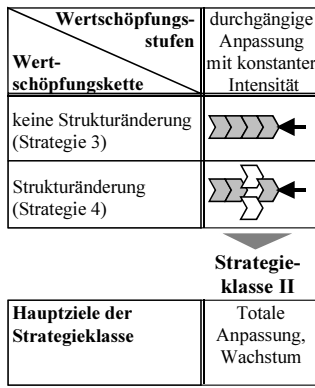 Wertschöpfungs-
stufen
Wert-
schöpfungskette
durchgängige
Anpassung
mit konstanter
Intensität
keine Strukturänderung
(Strategie 3)
Strukturänderung
(Strategie 4)
Strategie-
klasse II
Hauptziele der
Strategieklasse
Totale
Anpassung,
Wachstum